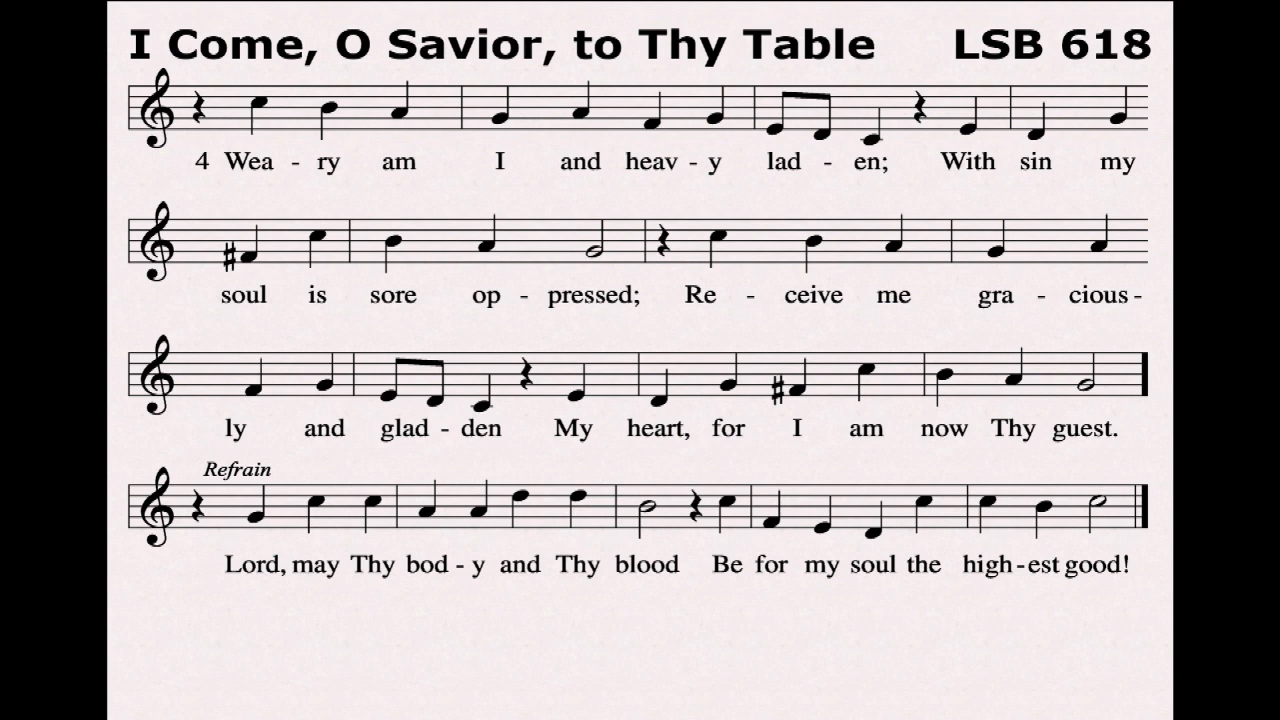 I Come, O Savior, to Thy Table LSB 618
4 Wea - ry am I and heav - y lad - en; With sin my
soul is sore op - pressed; Re - ceive me gra - cious -
ly and glad - den My heart, for I am now Thy guest.
Refrain
Lord, may Thy bod - y and Thy blood Be for my soul the high - est good!